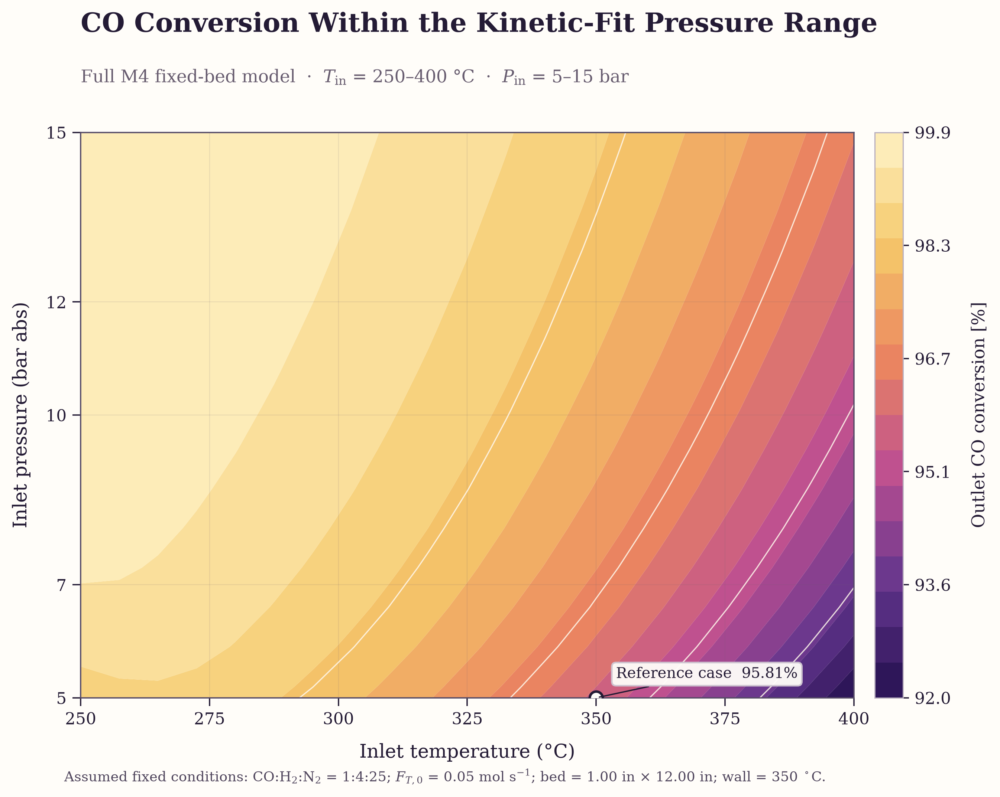 CO Conversion Within the Kinetic-Fit Pressure Range
Full M4 fixed-bed model · T_in = 250–400 °C · P_in = 5–15 bar
15
12
10
7
5
Inlet pressure (bar abs)
250 275 300 325 350 375 400
Inlet temperature (°C)
Reference case 95.81%
99.9
98.3
96.7
95.1
93.6
92.0
Outlet CO conversion [%]
Assumed fixed conditions: CO:H₂:N₂ = 1:4:25; F_T,0 = 0.05 mol s⁻¹; bed = 1.00 in × 12.00 in; wall = 350 °C.